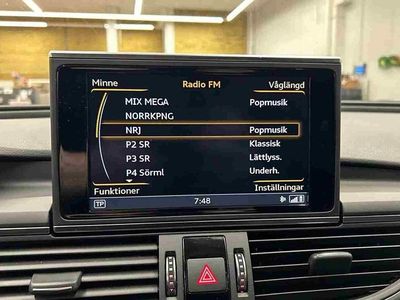 Minne Radio FM Våglängd
MIX MEGA Popmusik
NORRKPNG
NRJ Popmusik
P2 SR Klassisk
P3 SR Lättlyss.
P4 Sörml Underh.
Funktioner Inställningar
TP 7:48